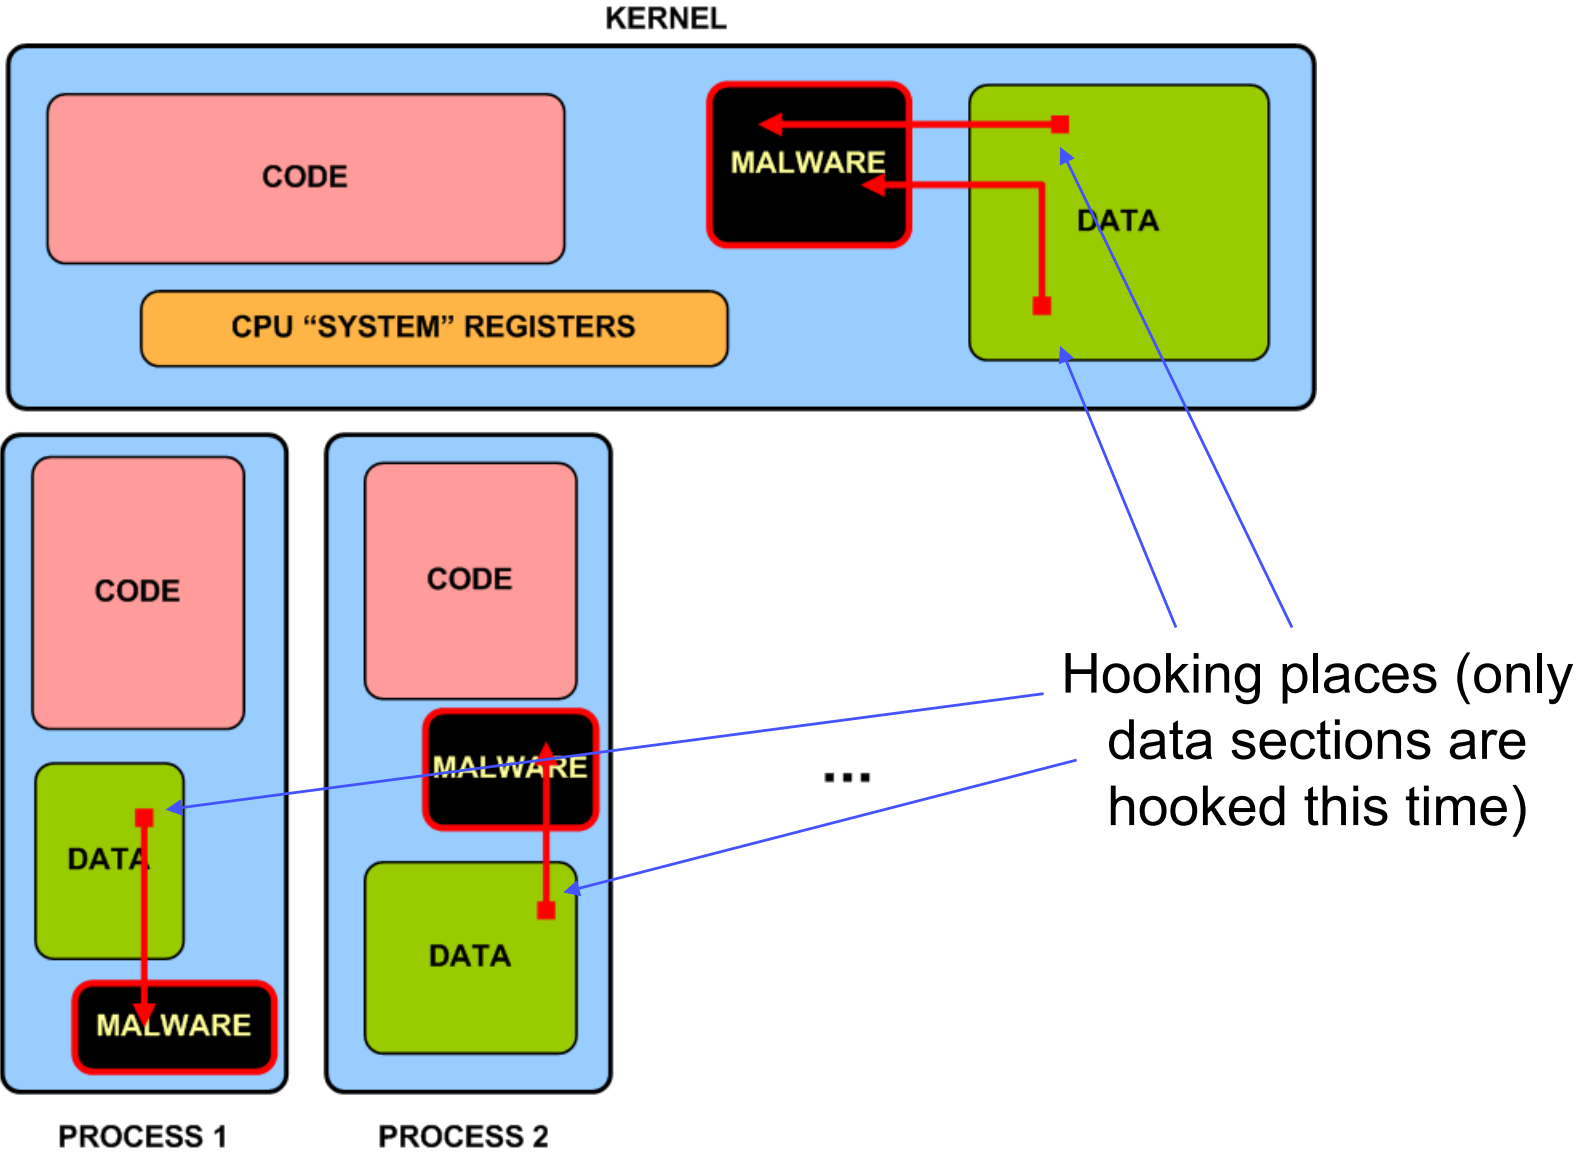 KERNEL
CODE
MALWARE
DATA
CPU “SYSTEM” REGISTERS
CODE
DATA
MALWARE
PROCESS 1
CODE
MALWARE
DATA
PROCESS 2
...
Hooking places (only
data sections are
hooked this time)